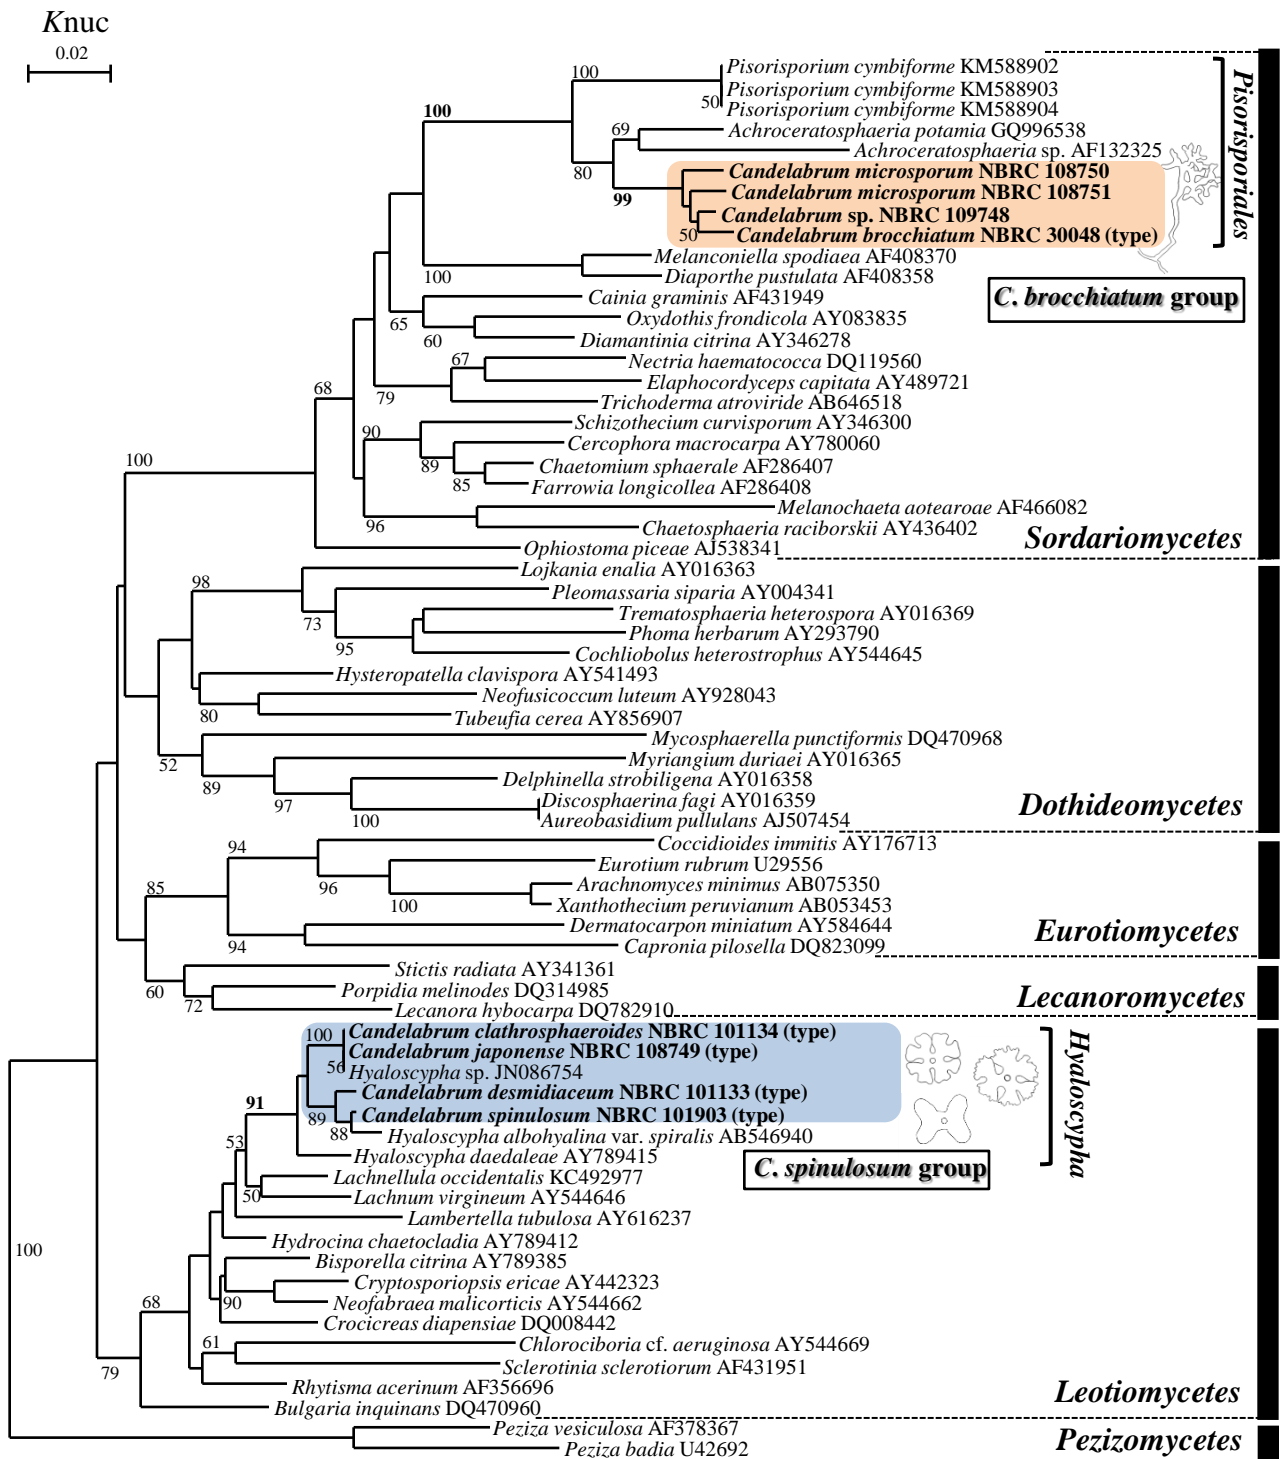 Knuc
0.02
100
Pisorisporium cymbiforme KM588902
Pisorisporium cymbiforme KM588903
50
Pisorisporium cymbiforme KM588904
100
69
Achroceratosphaeria potamia GQ996538
Achroceratosphaeria sp. AF132325
80
Candelabrum microsporum NBRC 108750
99
Candelabrum microsporum NBRC 108751
Candelabrum sp. NBRC 109748
50
Candelabrum brocchiatum NBRC 30048 (type)
Pisorisporiales
Melanconiella spodiaea AF408370
100
Diaporthe pustulata AF408358
C. brocchiatum group
Cainia graminis AF431949
65
Oxydothis frondicola AY083835
60
Diamantinia citrina AY346278
67
Nectria haematococca DQ119560
Elaphocordyceps capitata AY489721
79
Trichoderma atroviride AB646518
68
Schizothecium curvisporum AY346300
90
Cercophora macrocarpa AY780060
89
Chaetomium sphaerale AF286407
85
Farrowia longicollea AF286408
Melanochaeta aotearoae AF466082
96
Chaetosphaeria raciborskii AY436402
Sordariomycetes
100
Ophiostoma piceae AJ538341
Lojkania enalia AY016363
98
Pleomassaria siparia AY004341
73
Trematosphaeria heterospora AY016369
Phoma herbarum AY293790
95
Cochliobolus heterostrophus AY544645
Hysteropatella clavispora AY541493
Neofusicoccum luteum AY928043
80
Tubeufia cerea AY856907
Mycosphaerella punctiformis DQ470968
52
Myriangium duriaei AY016365
89
Delphinella strobiligena AY016358
97
Discosphaerina fagi AY016359
100
Aureobasidium pullulans AJ507454
Dothideomycetes
94
Coccidioides immitis AY176713
Eurotium rubrum U29556
96
Arachnomyces minimus AB075350
85
100
Xanthothecium peruvianum AB053453
Dermatocarpon miniatum AY584644
94
Capronia pilosella DQ823099
Eurotiomycetes
Stictis radiata AY341361
60
Porpidia melinodes DQ314985
72
Lecanora hybocarpa DQ782910
Lecanoromycetes
100
Candelabrum clathrosphaeroides NBRC 101134 (type)
Candelabrum japonense NBRC 108749 (type)
56
Hyaloscypha sp. JN086754
Candelabrum desmidiaceum NBRC 101133 (type)
89
Candelabrum spinulosum NBRC 101903 (type)
88
Hyaloscypha albohyalina var. spiralis AB546940
91
Hyaloscypha daedaleae AY789415
Hyaloscypha
C. spinulosum group
53
Lachnellula occidentalis KC492977
50
Lachnum virgineum AY544646
Lambertella tubulosa AY616237
Hydrocina chaetocladia AY789412
100
Bisporella citrina AY789385
Cryptosporiopsis ericae AY442323
90
Neofabraea malicorticis AY544662
68
Crocicreas diapensiae DQ008442
61
Chlorociboria cf. aeruginosa AY544669
Sclerotinia sclerotiorum AF431951
79
Rhytisma acerinum AF356696
Bulgaria inquinans DQ470960
Leotiomycetes
Peziza vesiculosa AF378367
Peziza badia U42692
Pezizomycetes